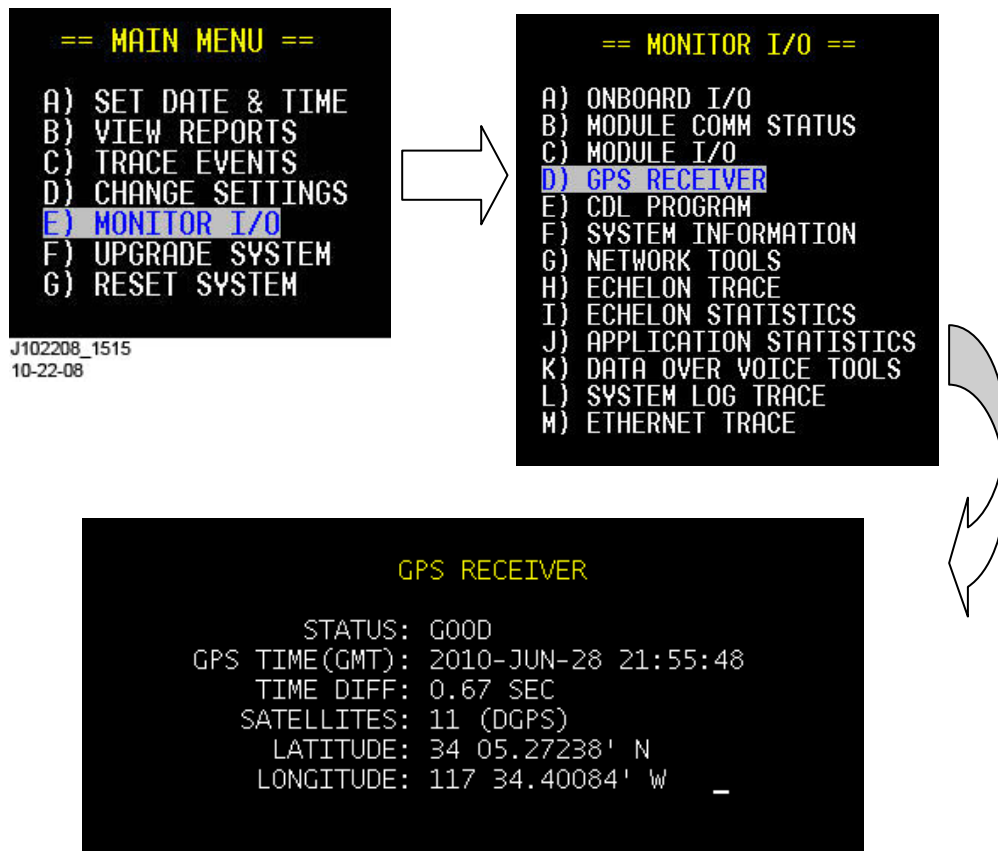 == MAIN MENU ==
A) SET DATE & TIME
B) VIEW REPORTS
C) TRACE EVENTS
D) CHANGE SETTINGS
E) MONITOR I/O
F) UPGRADE SYSTEM
G) RESET SYSTEM
J102208_1515
10-22-08
== MONITOR I/O ==
A) ONBOARD I/O
B) MODULE COMM STATUS
C) MODULE I/O
D) GPS RECEIVER
E) CDL PROGRAM
F) SYSTEM INFORMATION
G) NETWORK TOOLS
H) ECHELON TRACE
I) ECHELON STATISTICS
J) APPLICATION STATISTICS
K) DATA OVER VOICE TOOLS
L) SYSTEM LOG TRACE
M) ETHERNET TRACE
GPS RECEIVER
STATUS: GOOD
GPS TIME(GMT): 2010-JUN-28 21:55:48
TIME DIFF: 0.67 SEC
SATELLITES: 11 (DGPS)
LATITUDE: 34 05.27238' N
LONGITUDE: 117 34.40084' W _